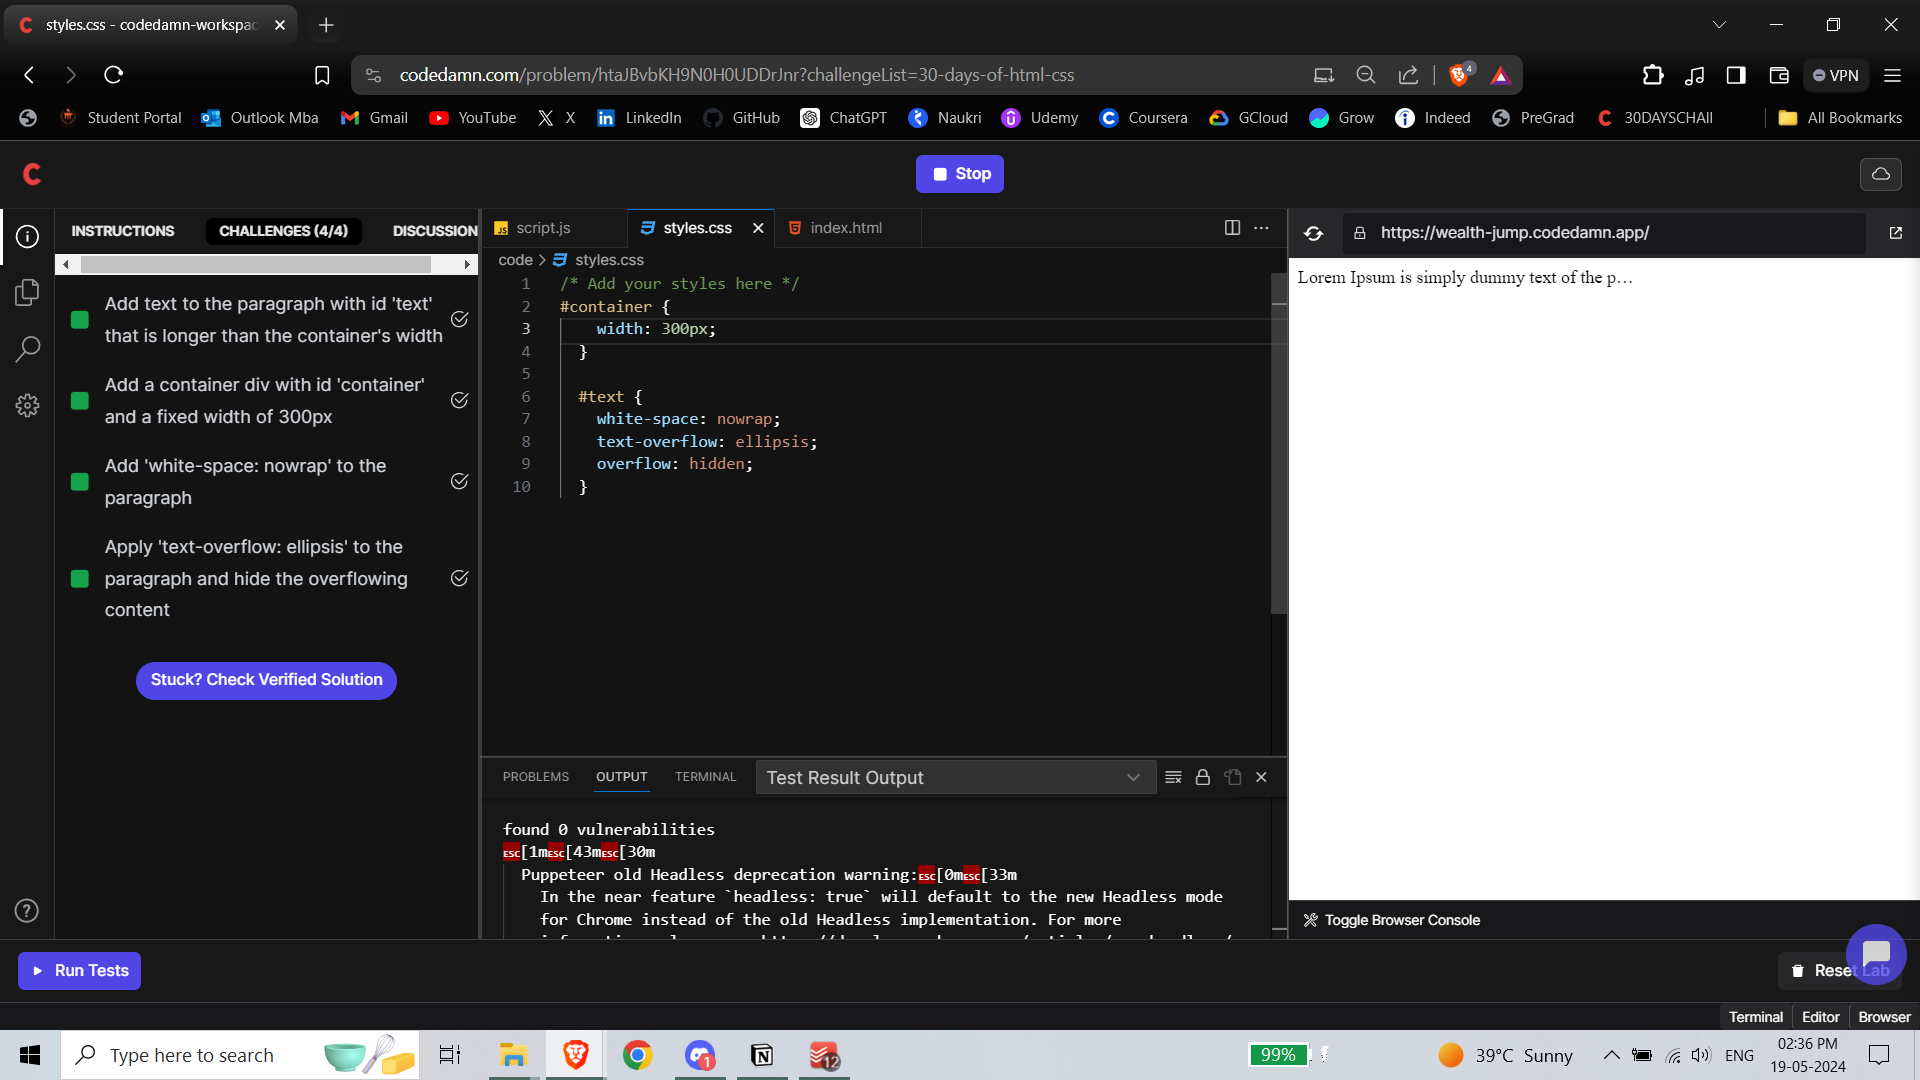 styles.css - codedamn-workspac
codedamn.com/problem/htaJBvbKH9N0H0UDDrJnr?challengeList=30-days-of-html-css
4
VPN
Student Portal
Outlook Mba
Gmail
YouTube
X
LinkedIn
GitHub
ChatGPT
Naukri
Udemy
Coursera
GCloud
Grow
Indeed
PreGrad
30DAYSCHAll
All Bookmarks
Stop
INSTRUCTIONS
CHALLENGES (4/4)
DISCUSSION
Add text to the paragraph with id 'text'
that is longer than the container's width
Add a container div with id 'container'
and a fixed width of 300px
Add 'white-space: nowrap' to the
paragraph
Apply 'text-overflow: ellipsis' to the
paragraph and hide the overflowing
content
Stuck? Check Verified Solution
script.js
styles.css
index.html
code > styles.css
1 /* Add your styles here */
2 #container {
3 width: 300px;
4 }
5
6 #text {
7 white-space: nowrap;
8 text-overflow: ellipsis;
9 overflow: hidden;
10 }
PROBLEMS
OUTPUT
TERMINAL
Test Result Output
found 0 vulnerabilities
ESC[1mESC[43mESC[30m
Puppeteer old Headless deprecation warning:ESC[0mESC[33m
In the near feature `headless: true` will default to the new Headless mode
for Chrome instead of the old Headless implementation. For more
https://wealth-jump.codedamn.app/
Lorem Ipsum is simply dummy text of the p…
Toggle Browser Console
Run Tests
Reset Lab
Terminal
Editor
Browser
Type here to search
1
12
99%
39°C Sunny
ENG
02:36 PM
19-05-2024